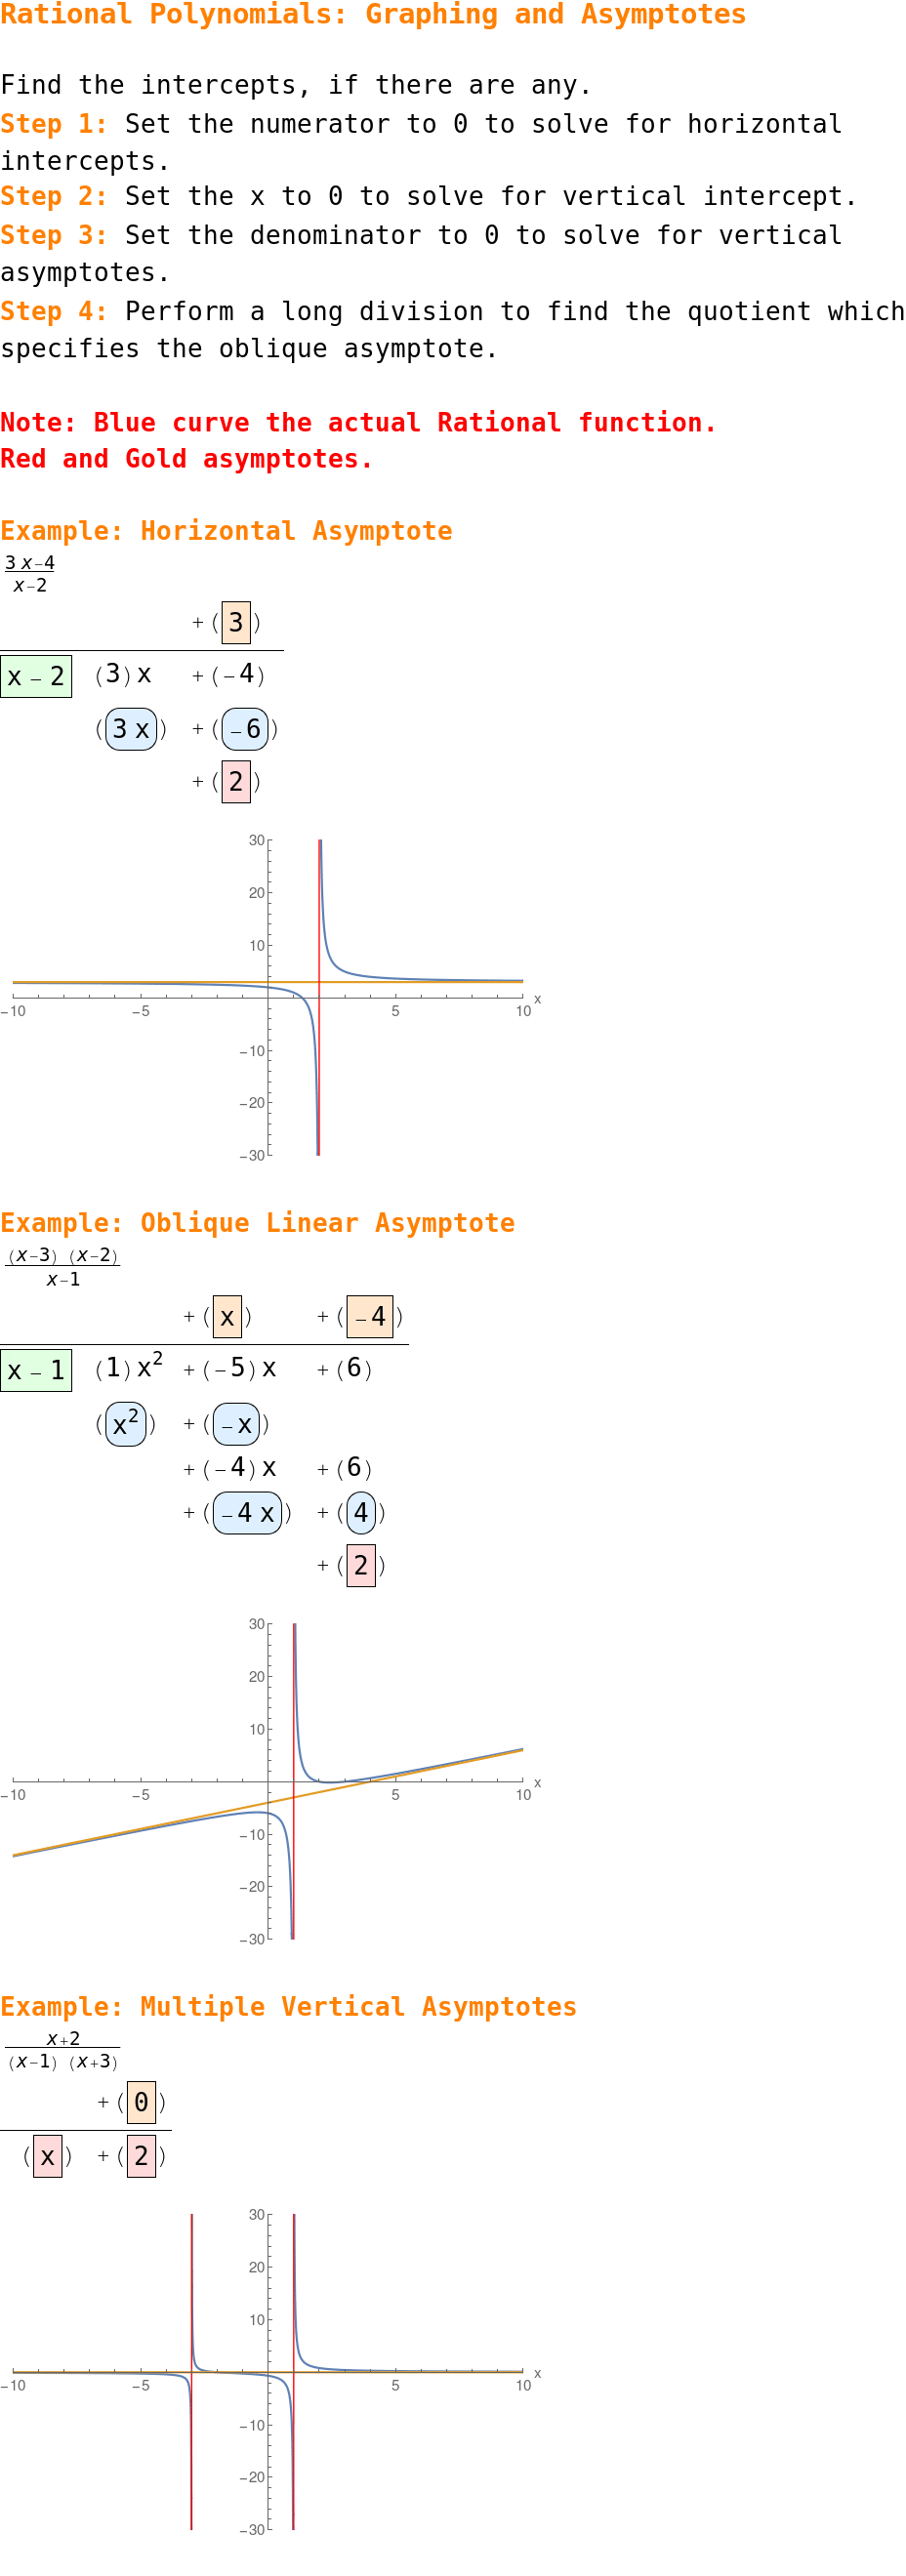 Rational Polynomials: Graphing and Asymptotes
Find the intercepts, if there are any.
Step 1: Set the numerator to 0 to solve for horizontal
intercepts.
Step 2: Set the x to 0 to solve for vertical intercept.
Step 3: Set the denominator to 0 to solve for vertical
asymptotes.
Step 4: Perform a long division to find the quotient which
specifies the oblique asymptote.
Note: Blue curve the actual Rational function.
Red and Gold asymptotes.
Example: Horizontal Asymptote
3 x−4
x−2
+ (3)
x − 2 (3) x + (−4)
(3 x) + (−6)
+ (2)
30
20
10
−10 −5 5 10 x
−10
−20
−30
Example: Oblique Linear Asymptote
(x−3) (x−2)
x−1
+ (x) + (−4)
x − 1 (1) x² + (−5) x + (6)
(x²) + (−x)
+ (−4) x + (6)
+ (−4 x) + (4)
+ (2)
30
20
10
−10 −5 5 10 x
−10
−20
−30
Example: Multiple Vertical Asymptotes
x+2
(x−1) (x+3)
+ (0)
(x) + (2)
30
20
10
−10 −5 5 10 x
−10
−20
−30